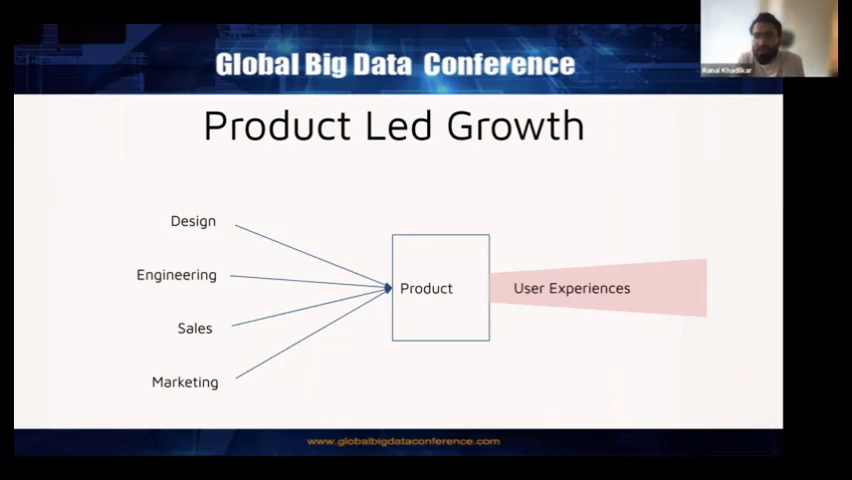 Global Big Data Conference
Kunal Khadilkar
Product Led Growth
Design
Engineering
Sales
Marketing
Product
User Experiences
www.globalbigdataconference.com